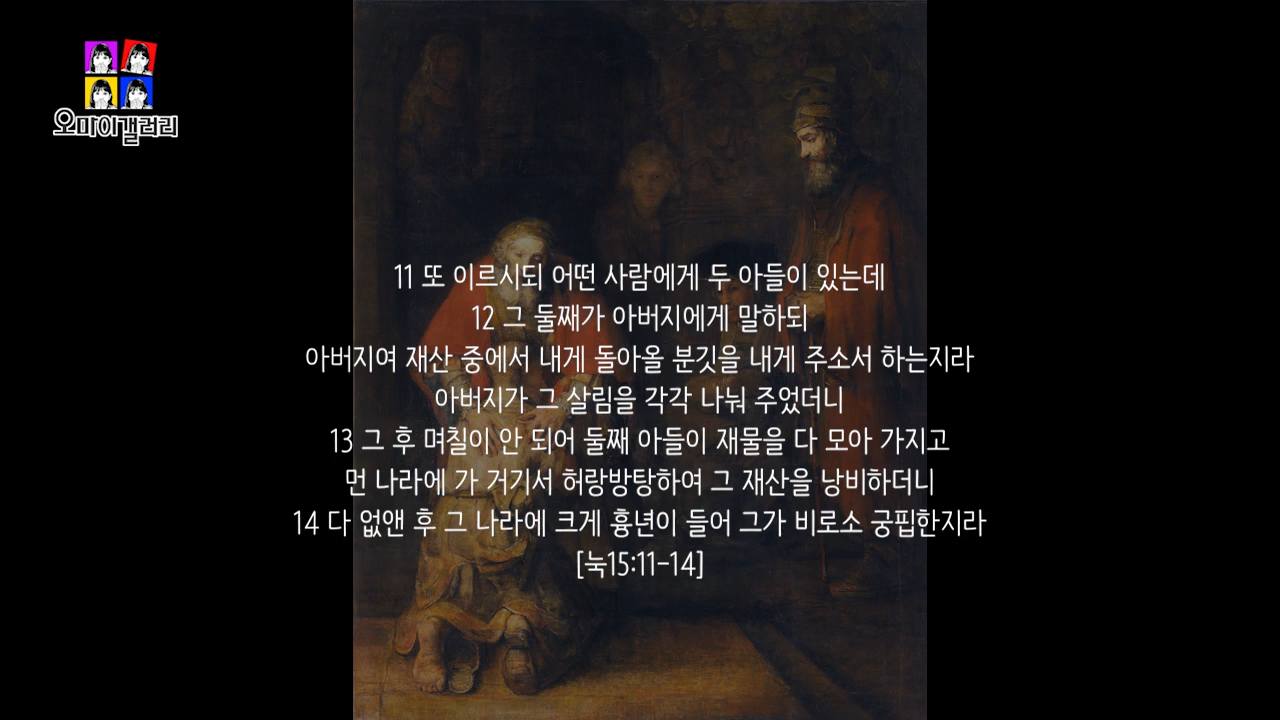 오마이갤러리
11 또 이르시되 어떤 사람에게 두 아들이 있는데
12 그 둘째가 아버지에게 말하되
아버지여 재산 중에서 내게 돌아올 분깃을 내게 주소서 하는지라
아버지가 그 살림을 각각 나눠 주었더니
13 그 후 며칠이 안 되어 둘째 아들이 재물을 다 모아 가지고
먼 나라에 가 거기서 허랑방탕하여 그 재산을 낭비하더니
14 다 없앤 후 그 나라에 크게 흉년이 들어 그가 비로소 궁핍한지라
[눅15:11-14]